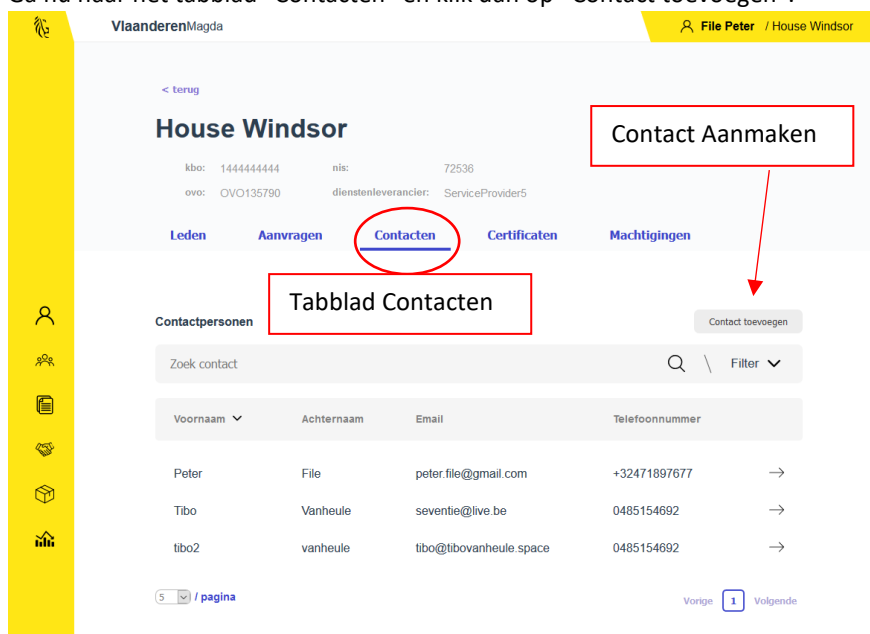 Ga nu naar het tabblad "Contacten" en klik dan op "Contact toevoegen".
VlaanderenMagda
File Peter / House Windsor
< terug
House Windsor
Contact Aanmaken
kbo: 1444444444 nis: 72536
ovo: OVO135790 dienstenleverancier: ServiceProvider5
Leden Aanvragen Contacten Certificaten Machtigingen
Tabblad Contacten
Contactpersonen
Contact toevoegen
Zoek contact
\ Filter
Voornaam Achternaam Email Telefoonnummer
Peter File peter.file@gmail.com +32471897677
Tibo Vanheule seventie@live.be 0485154692
tibo2 vanheule tibo@tibovanheule.space 0485154692
5 / pagina
Vorige 1 Volgende